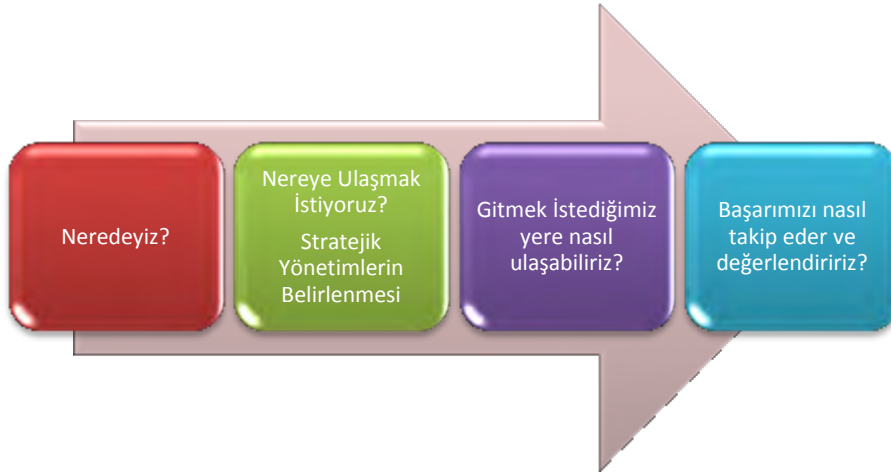 Neredeyiz?
Nereye Ulaşmak
İstiyoruz?
Stratejik
Yönetimlerin
Belirlenmesi
Gitmek İstediğimiz
yere nasıl
ulaşabiliriz?
Başarımızı nasıl
takip eder ve
değerlendiririz?